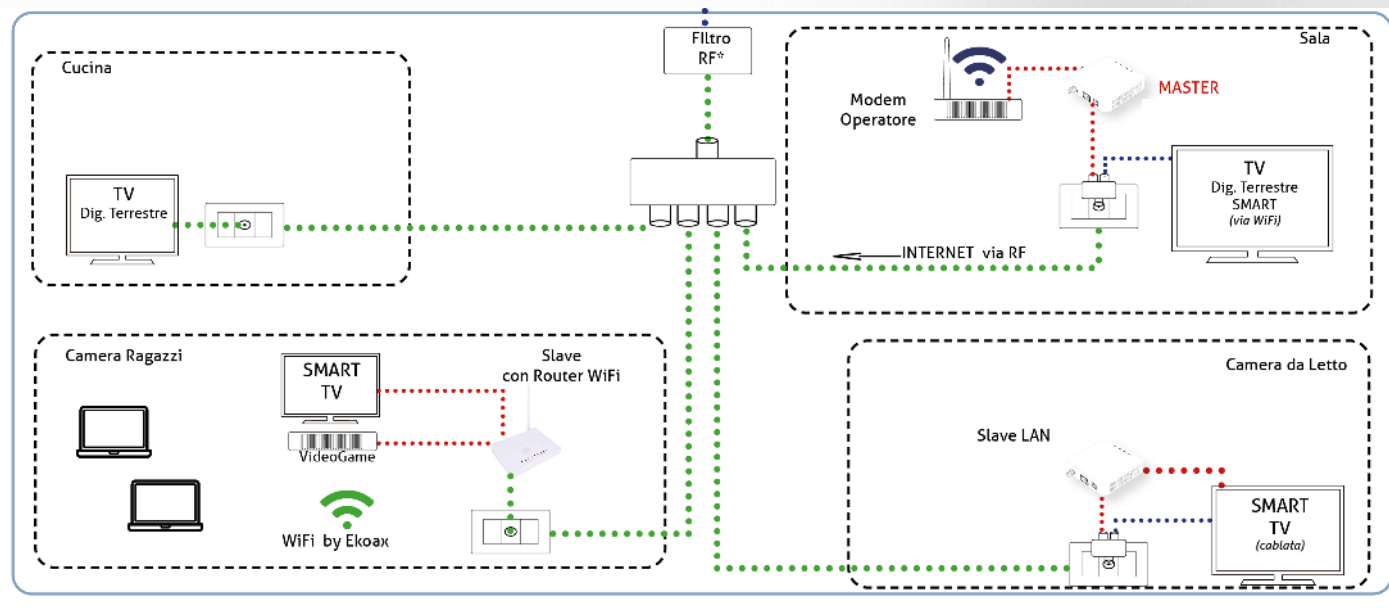 FIltro
RF*
Sala
Cucina
MASTER
Modem
Operatore
TV
Dig. Terrestre
SMART
(via WiFi)
TV
Dig. Terrestre
INTERNET via RF
Camera Ragazzi
SMART
TV
Slave
con Router WiFi
VideoGame
WiFi by Ekoax
Camera da Letto
Slave LAN
SMART
TV
(cablata)